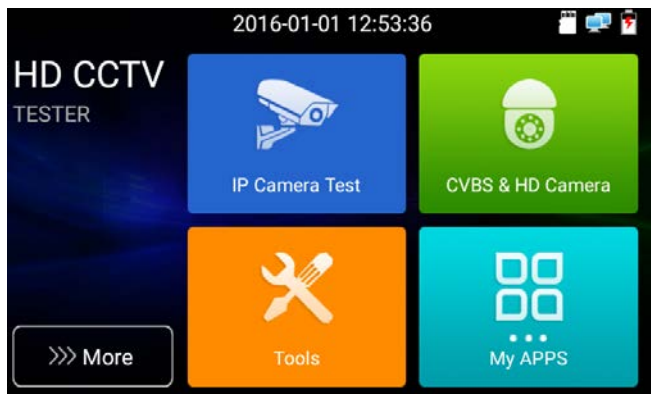 2016-01-01 12:53:36
HD CCTV
TESTER
IP Camera Test
CVBS & HD Camera
>>> More
Tools
My APPS